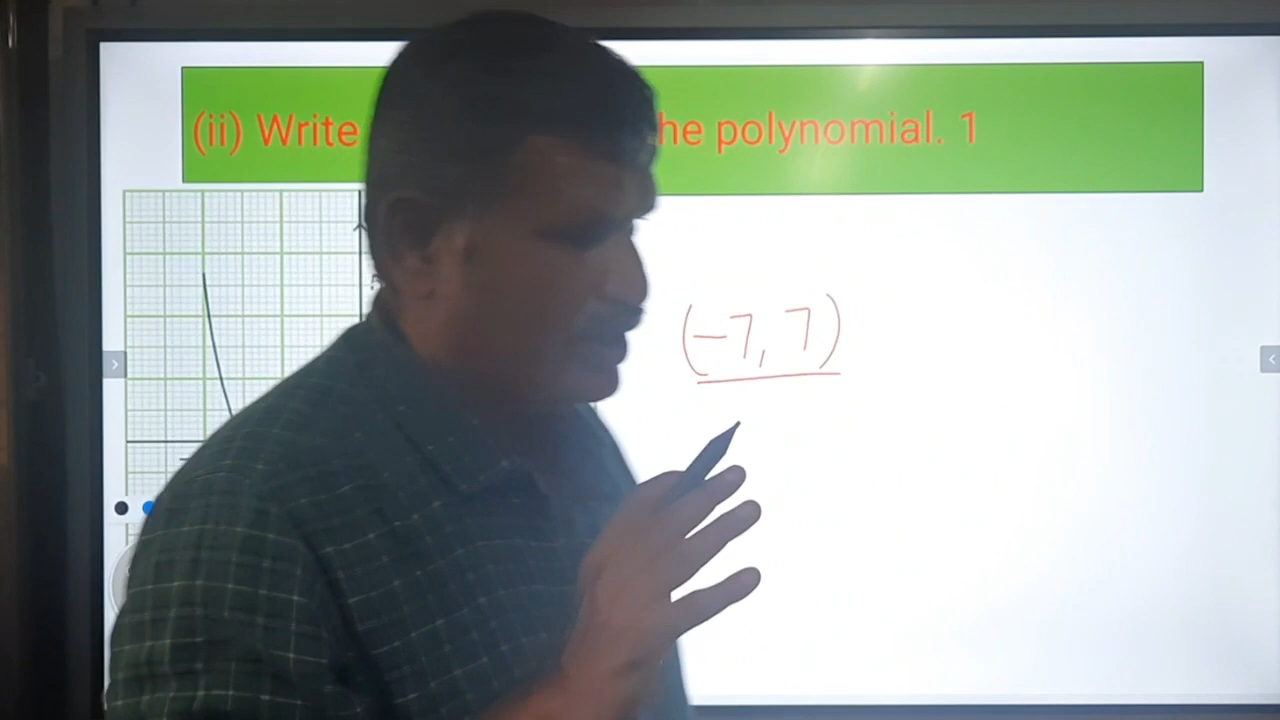 (ii) Write he polynomial. 1
(-7, 7)